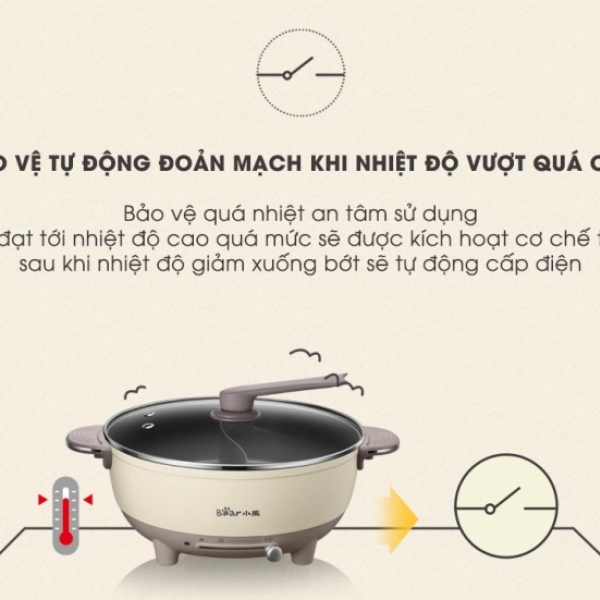 VỆ TỰ ĐỘNG ĐOẢN MẠCH KHI NHIỆT ĐỘ VƯỢT QUÁ
Bảo vệ quá nhiệt an tâm sử dụng
đạt tới nhiệt độ cao quá mức sẽ được kích hoạt cơ chế
sau khi nhiệt độ giảm xuống bớt sẽ tự động cấp điện
Bear小熊